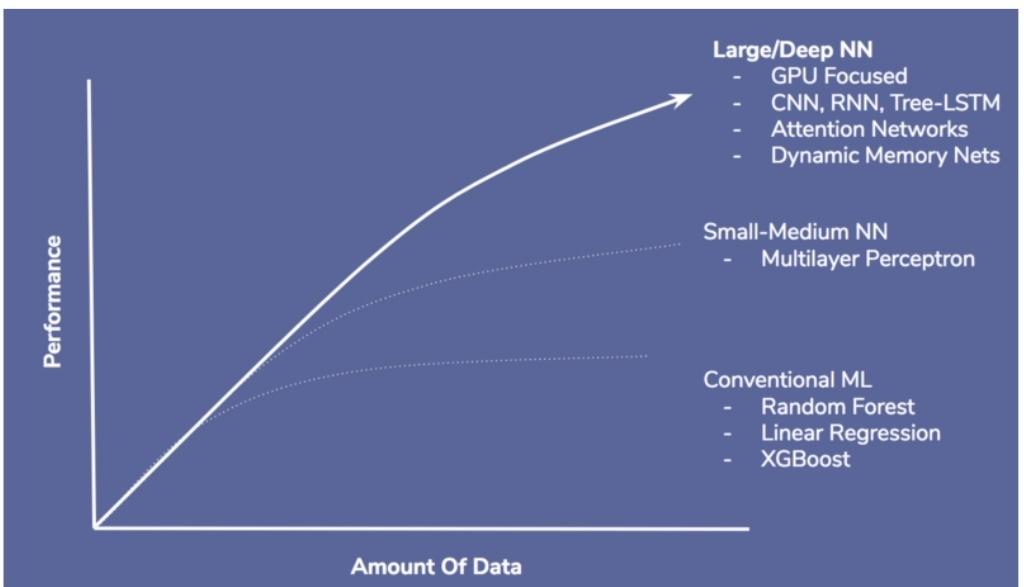 Large/Deep NN
- GPU Focused
- CNN, RNN, Tree-LSTM
- Attention Networks
- Dynamic Memory Nets
Small-Medium NN
- Multilayer Perceptron
Conventional ML
- Random Forest
- Linear Regression
- XGBoost
Performance
Amount Of Data